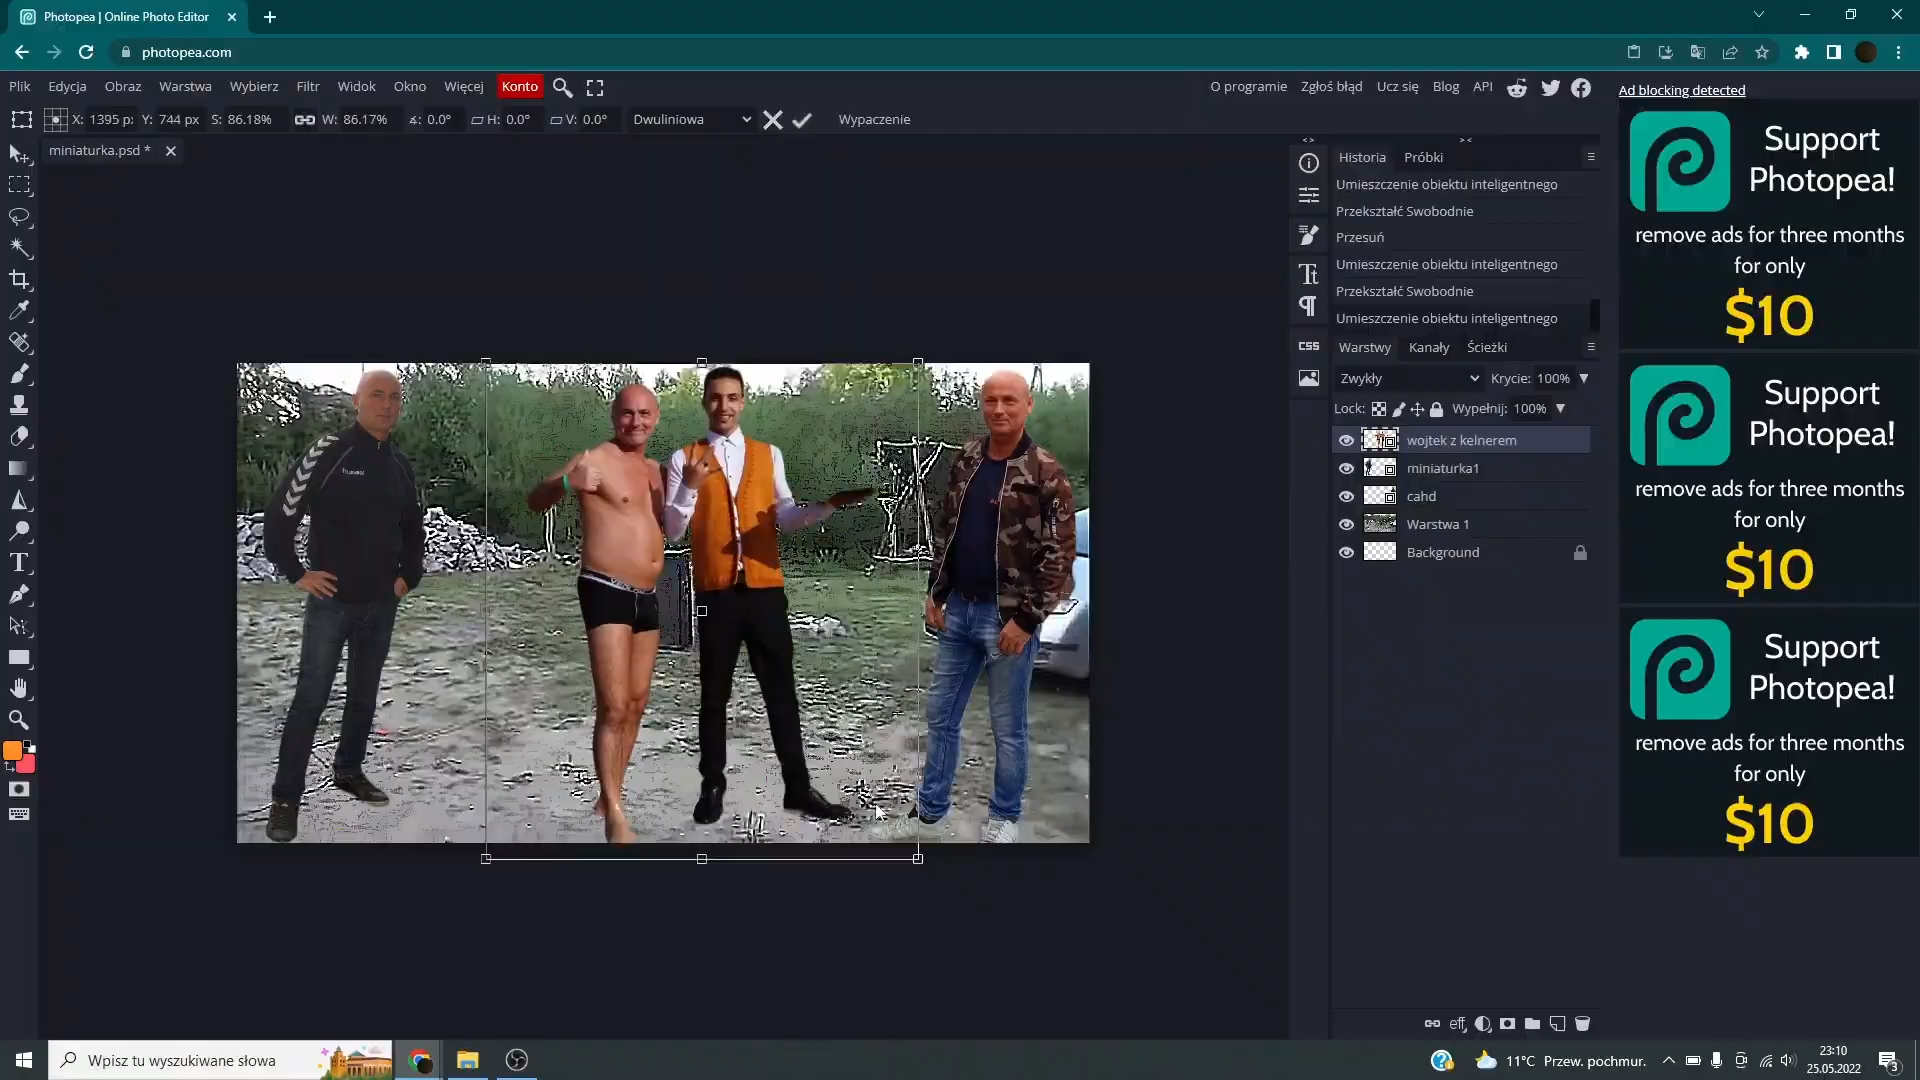 Photopea | Online Photo Editor
photopea.com
Plik Edycja Obraz Warstwa Wybierz Filtr Widok Okno Więcej Konto
O programie Zgłoś błąd Ucz się Blog API
Ad blocking detected
X: 1395 p: Y: 744 px S: 86.18% W: 86.17% ∡: 0.0° H: 0.0° V: 0.0° Dwuliniowa Wypaczenie
miniaturka.psd *
Historia Próbki
Umieszczenie obiektu inteligentnego
Przekształć Swobodnie
Przesuń
Umieszczenie obiektu inteligentnego
Przekształć Swobodnie
Umieszczenie obiektu inteligentnego
CSS
Warstwy Kanały Ścieżki
Zwykły Krycie: 100%
Lock: Wypełnij: 100%
wojtek z kelnerem
miniaturka1
cahd
Warstwa 1
Background
eff
Support
Photopea!
remove ads for three months
for only
$10
Support
Photopea!
remove ads for three months
for only
$10
Support
Photopea!
remove ads for three months
for only
$10
hummel
Wpisz tu wyszukiwane słowa
11°C Przew. pochmur.
23:10
25.05.2022
3